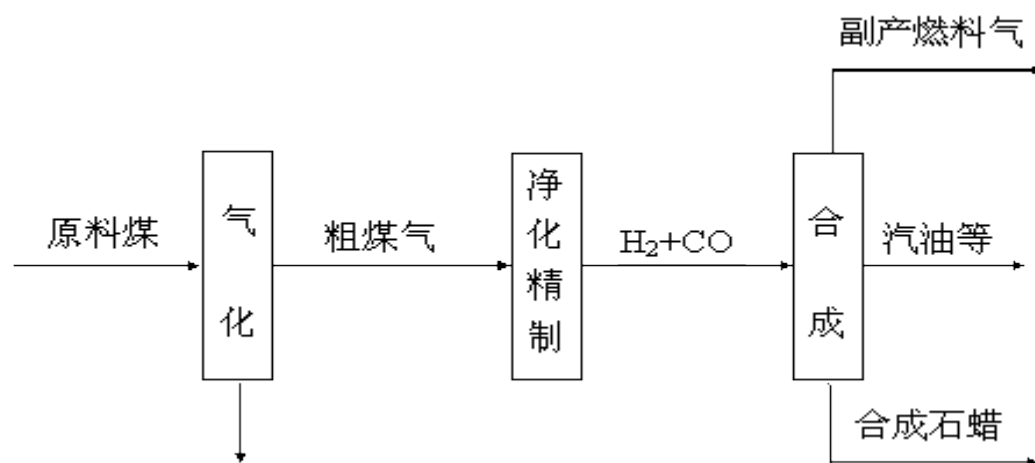 副产燃料气
原料煤
气化
粗煤气
净化精制
H₂+CO
合成
汽油等
合成石蜡